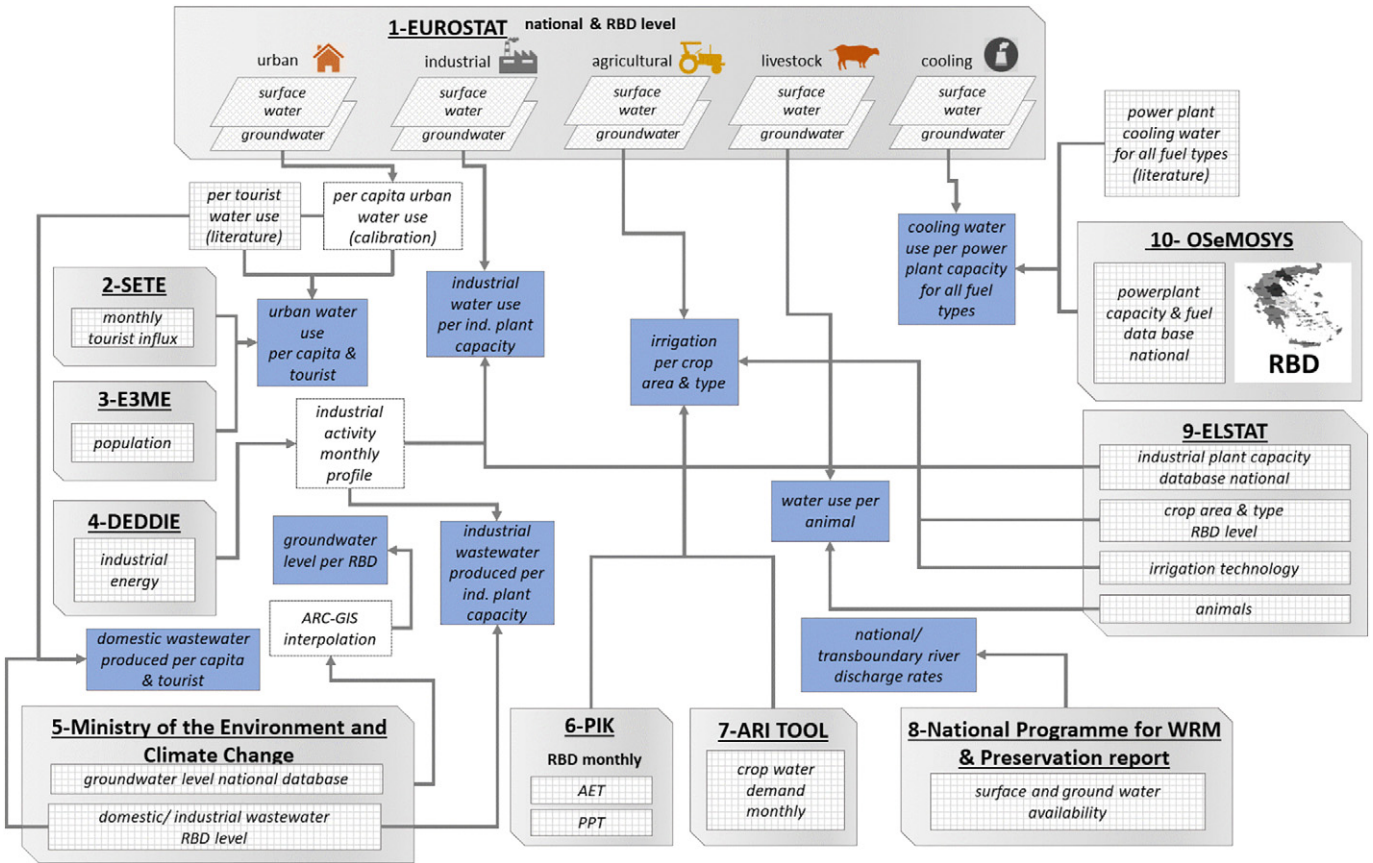 1-EUROSTAT national & RBD level
urban
industrial
agricultural
livestock
cooling
surface
water
groundwater
surface
water
groundwater
surface
water
groundwater
surface
water
groundwater
surface
water
groundwater
power plant
cooling water
for all fuel types
(literature)
per tourist
water use
(literature)
per capita urban
water use
(calibration)
cooling water
use per power
plant capacity
for all fuel
types
10- OSeMOSYS
powerplant
capacity & fuel
data base
national
RBD
2-SETE
monthly
tourist influx
urban water
use
per capita &
tourist
industrial
water use
per ind. plant
capacity
irrigation
per crop
area & type
3-E3ME
population
industrial
activity
monthly
profile
9-ELSTAT
industrial plant capacity
database national
crop area & type
RBD level
irrigation technology
animals
water use per
animal
4-DEDDIE
industrial
energy
groundwater
level per RBD
industrial
wastewater
produced per
ind. plant
capacity
ARC-GIS
interpolation
domestic wastewater
produced per capita
& tourist
national/
transboundary river
discharge rates
5-Ministry of the Environment and
Climate Change
groundwater level national database
domestic/ industrial wastewater
RBD level
6-PIK
RBD monthly
AET
PPT
7-ARI TOOL
crop water
demand
monthly
8-National Programme for WRM
& Preservation report
surface and ground water
availability